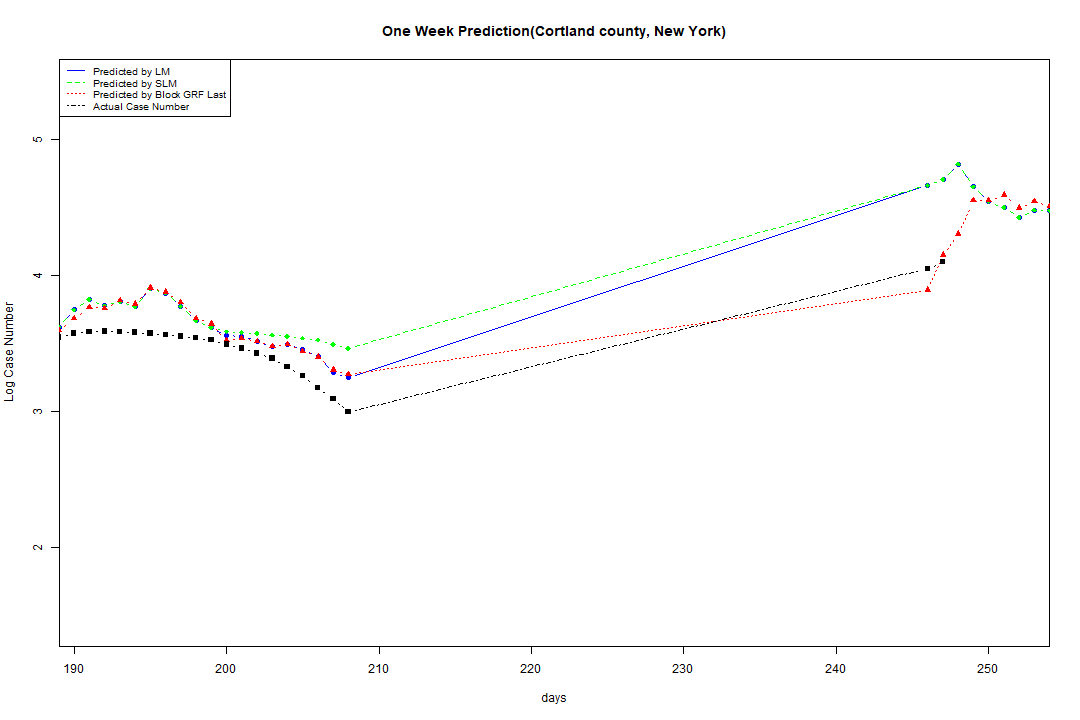 One Week Prediction(Cortland county, New York)
Predicted by LM
Predicted by SLM
Predicted by Block GRF Last
Actual Case Number
5
4
3
2
Log Case Number
190 200 210 220 230 240 250
days